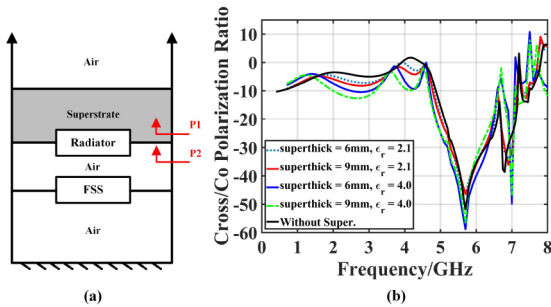 Air
Superstrate
P1
Radiator
P2
Air
FSS
Air
(a)
Cross/Co Polarization Ratio
10
0
-10
-20
-30
-40
-50
-60
superthick = 6mm, ϵr = 2.1
superthick = 9mm, ϵr = 2.1
superthick = 6mm, ϵr = 4.0
superthick = 9mm, ϵr = 4.0
Without Super.
0 1 2 3 4 5 6 7 8
Frequency/GHz
(b)